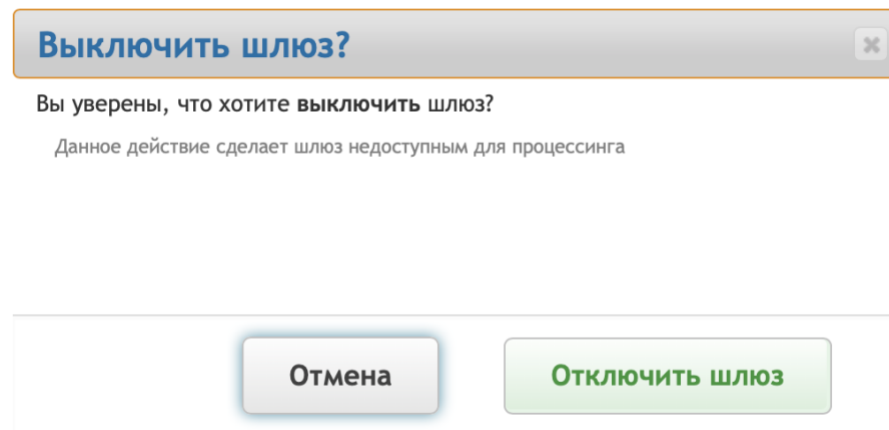 Выключить шлюз?
Вы уверены, что хотите выключить шлюз?
Данное действие сделает шлюз недоступным для процессинга
Отмена
Отключить шлюз